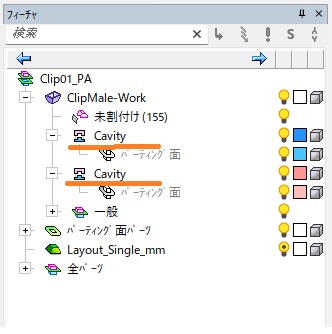 フィーチャ
検索
S
Clip01_PA
ClipMale-Work
未割付け (155)
Cavity
パーティング 面
Cavity
パーティング 面
一般
パーティング 面パーツ
Layout_Single_mm
全パーツ